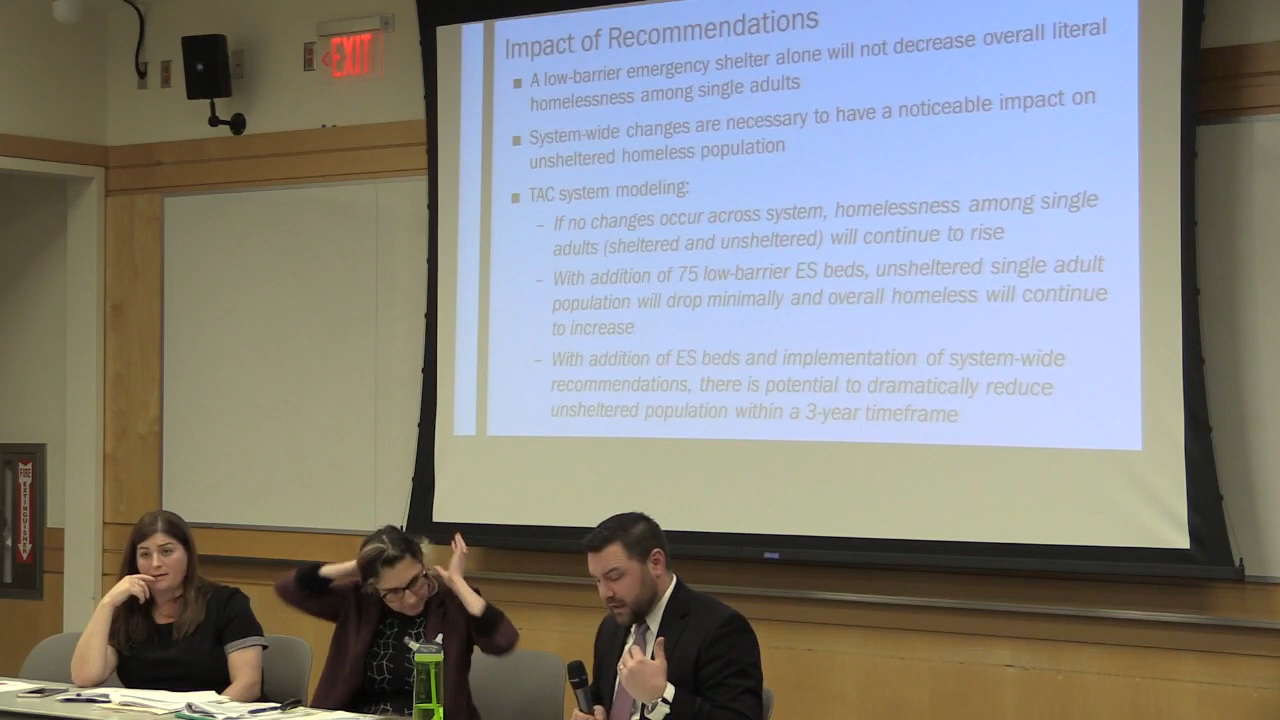 EXIT
Impact of Recommendations
■ A low-barrier emergency shelter alone will not decrease overall literal
homelessness among single adults
■ System-wide changes are necessary to have a noticeable impact on
unsheltered homeless population
■ TAC system modeling:
– If no changes occur across system, homelessness among single
adults (sheltered and unsheltered) will continue to rise
– With addition of 75 low-barrier ES beds, unsheltered single adult
population will drop minimally and overall homeless will continue
to increase
– With addition of ES beds and implementation of system-wide
recommendations, there is potential to dramatically reduce
unsheltered population within a 3-year timeframe
FIRE
EXTINGUISHER